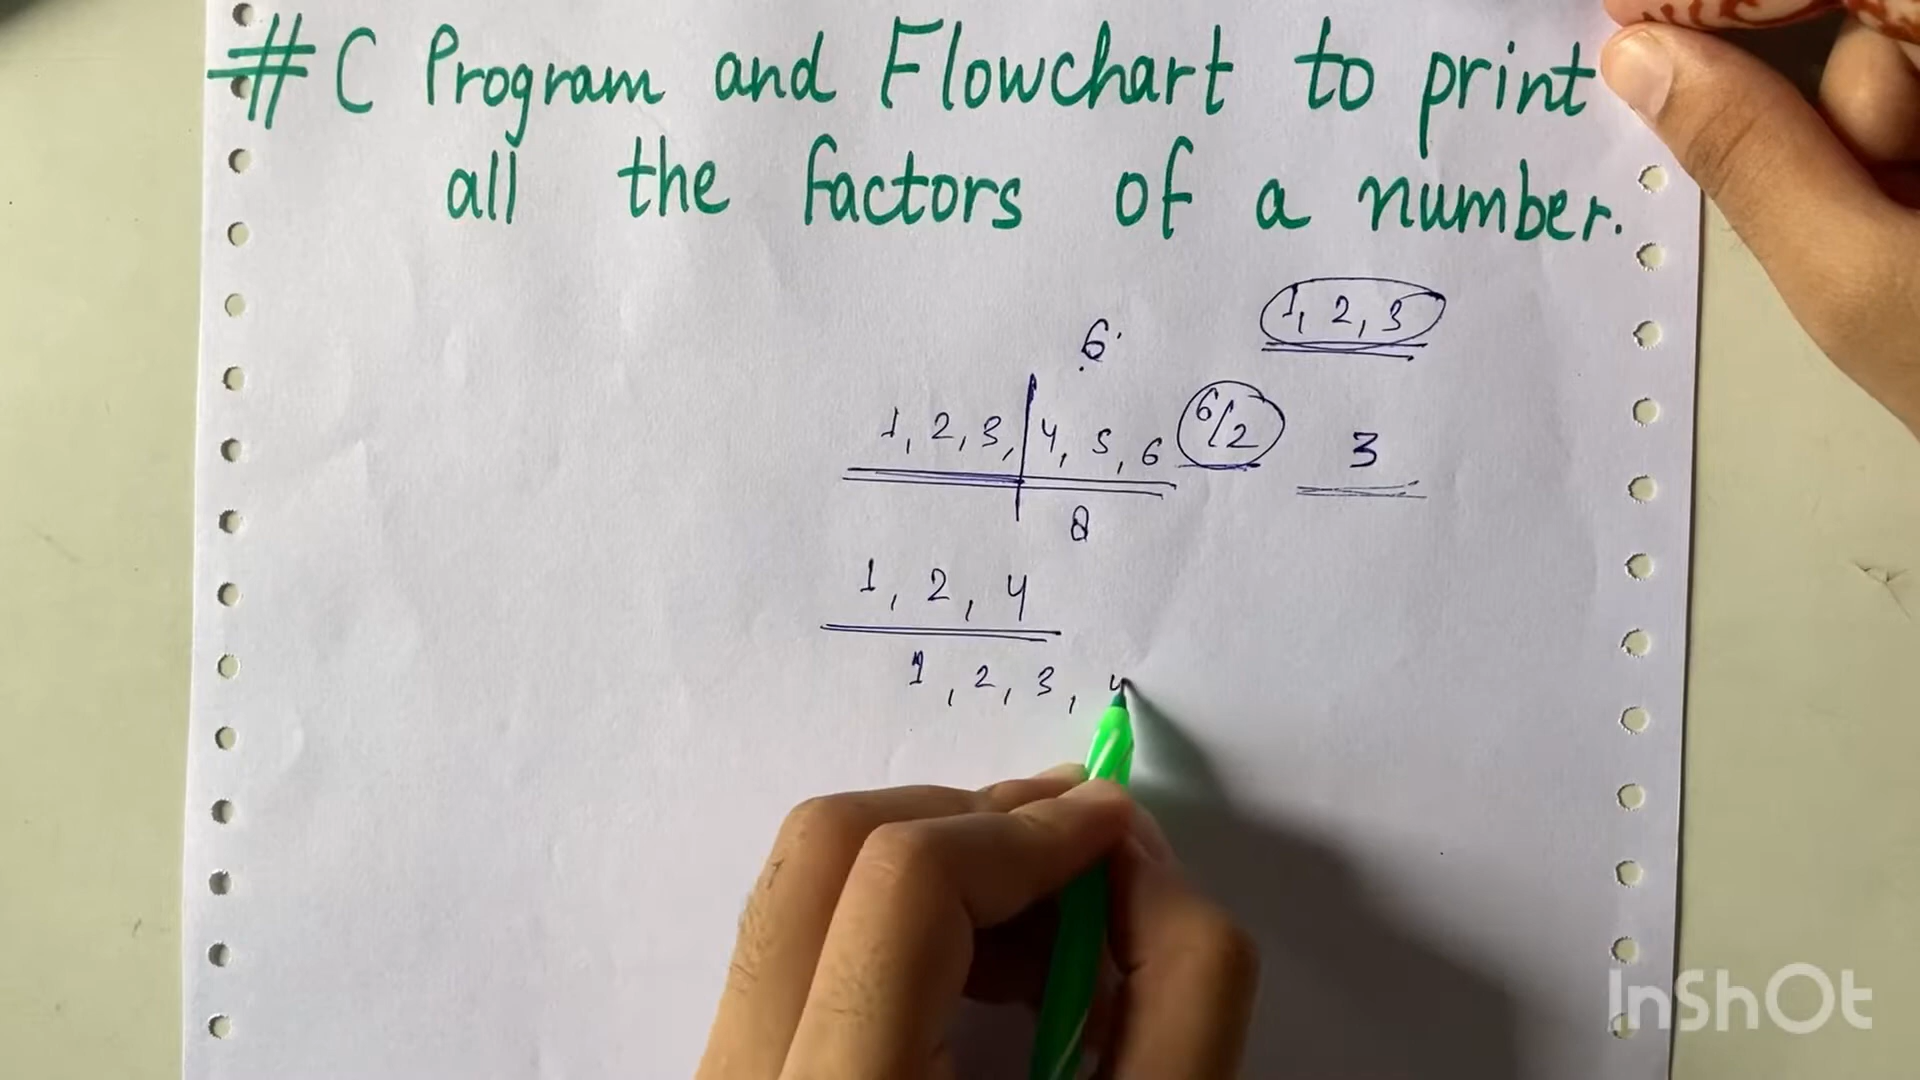 # C Program and Flowchart to print
all the factors of a number.
1, 2, 3
6
1, 2, 3, 4, 5, 6 6/2 3
8
1, 2, 4
1, 2, 3, 4
InShOt